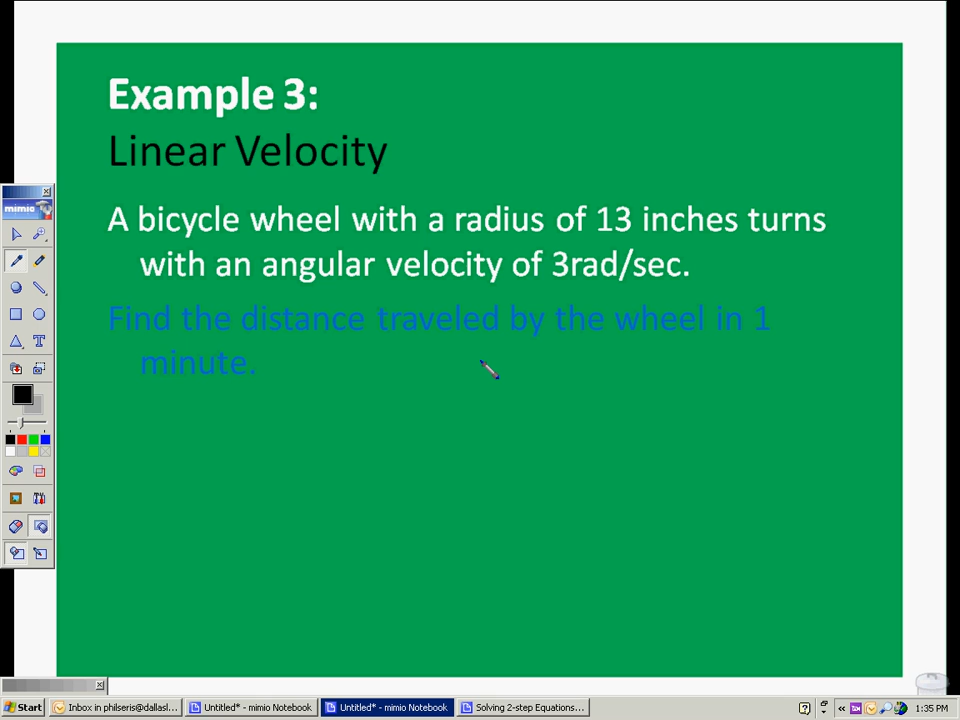 Example 3:
Linear Velocity
A bicycle wheel with a radius of 13 inches turns
with an angular velocity of 3rad/sec.
Find the distance traveled by the wheel in 1
minute.
mimio
T
Start
Inbox in philseris@dallasl...
Untitled* - mimio Notebook
Untitled* - mimio Notebook
Solving 2-step Equations...
1:35 PM